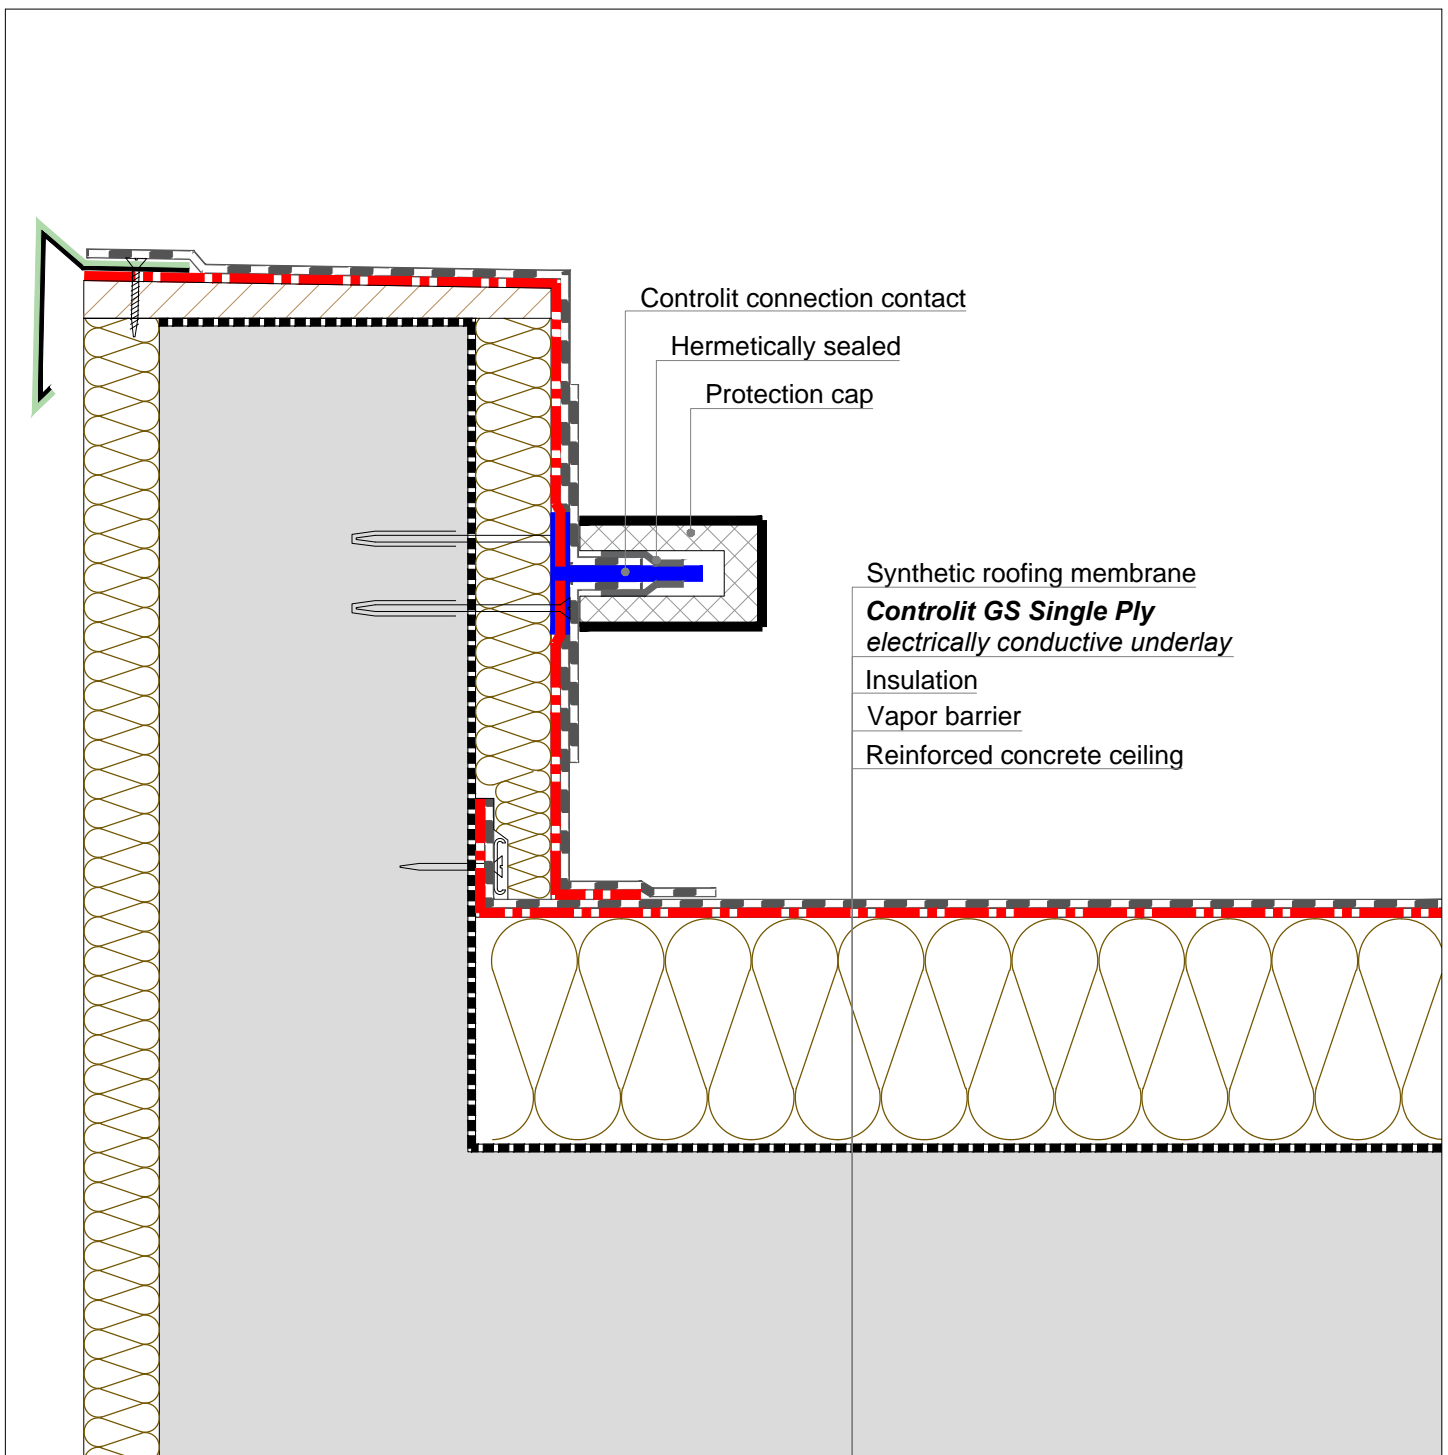 Controlit connection contact
Hermetically sealed
Protection cap
Synthetic roofing membrane
Controlit GS Single Ply
electrically conductive underlay
Insulation
Vapor barrier
Reinforced concrete ceiling